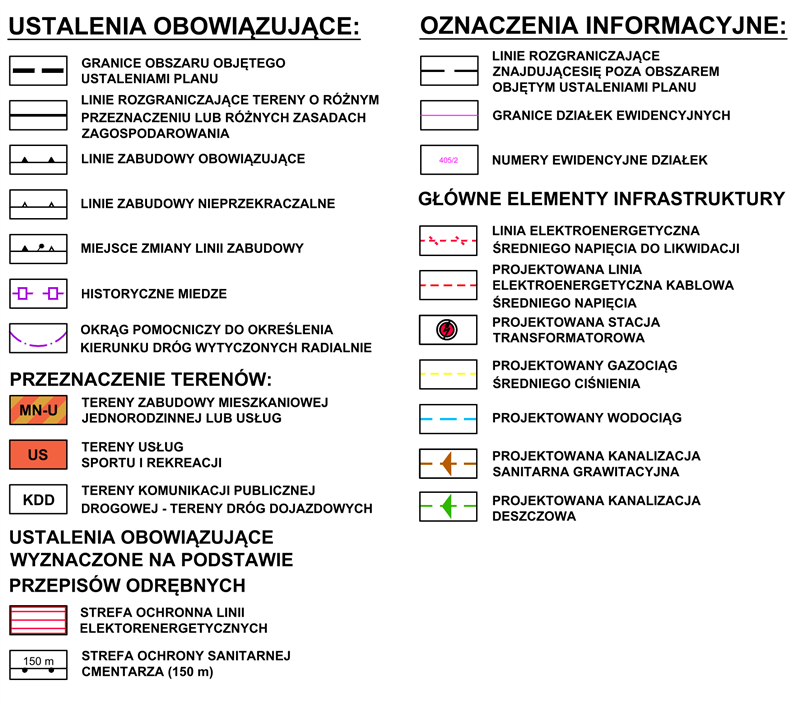 USTALENIA OBOWIĄZUJĄCE:
GRANICE OBSZARU OBJĘTEGO
USTALENIAMI PLANU
LINIE ROZGRANICZAJĄCE TERENY O RÓŻNYM
PRZEZNACZENIU LUB RÓŻNYCH ZASADACH
ZAGOSPODAROWANIA
LINIE ZABUDOWY OBOWIĄZUJĄCE
LINIE ZABUDOWY NIEPRZEKRACZALNE
MIEJSCE ZMIANY LINII ZABUDOWY
HISTORYCZNE MIEDZE
OKRĄG POMOCNICZY DO OKREŚLENIA
KIERUNKU DRÓG WYTYCZONYCH RADIALNIE
PRZEZNACZENIE TERENÓW:
MN-U
TERENY ZABUDOWY MIESZKANIOWEJ
JEDNORODZINNEJ LUB USŁUG
US
TERENY USŁUG
SPORTU I REKREACJI
KDD
TERENY KOMUNIKACJI PUBLICZNEJ
DROGOWEJ - TERENY DRÓG DOJAZDOWYCH
USTALENIA OBOWIĄZUJĄCE
WYZNACZONE NA PODSTAWIE
PRZEPISÓW ODRĘBNYCH
STREFA OCHRONNA LINII
ELEKTORENERGETYCZNYCH
150 m
STREFA OCHRONY SANITARNEJ
CMENTARZA (150 m)
OZNACZENIA INFORMACYJNE:
LINIE ROZGRANICZAJĄCE
ZNAJDUJĄCESIĘ POZA OBSZAREM
OBJĘTYM USTALENIAMI PLANU
GRANICE DZIAŁEK EWIDENCYJNYCH
405/2
NUMERY EWIDENCYJNE DZIAŁEK
GŁÓWNE ELEMENTY INFRASTRUKTURY
LINIA ELEKTROENERGETYCZNA
ŚREDNIEGO NAPIĘCIA DO LIKWIDACJI
PROJEKTOWANA LINIA
ELEKTROENERGETYCZNA KABLOWA
ŚREDNIEGO NAPIĘCIA
PROJEKTOWANA STACJA
TRANSFORMATOROWA
PROJEKTOWANY GAZOCIĄG
ŚREDNIEGO CIŚNIENIA
PROJEKTOWANY WODOCIĄG
PROJEKTOWANA KANALIZACJA
SANITARNA GRAWITACYJNA
PROJEKTOWANA KANALIZACJA
DESZCZOWA